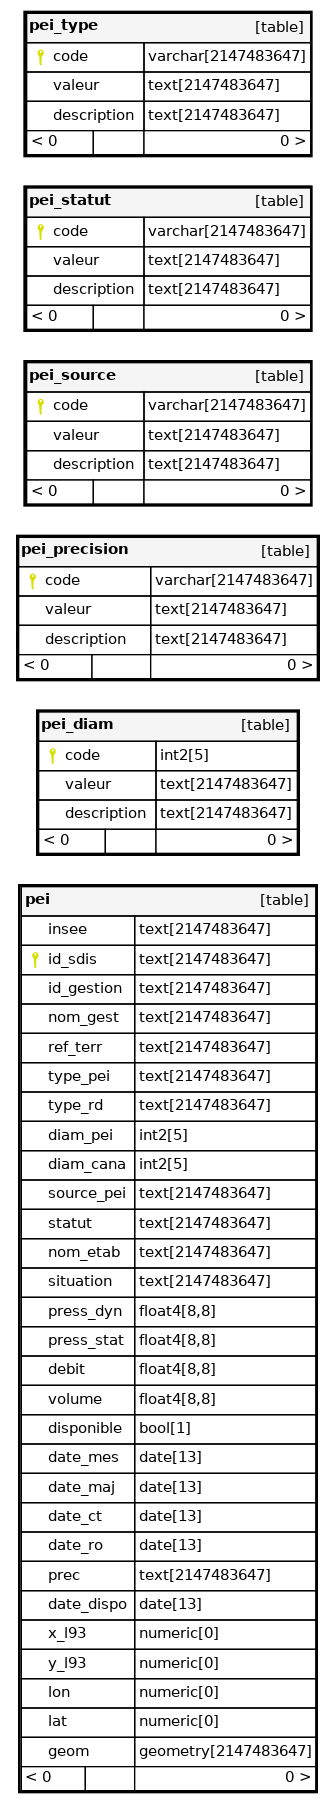 pei_type [table]
code varchar[2147483647]
valeur text[2147483647]
description text[2147483647]
< 0 0 >
pei_statut [table]
code varchar[2147483647]
valeur text[2147483647]
description text[2147483647]
< 0 0 >
pei_source [table]
code varchar[2147483647]
valeur text[2147483647]
description text[2147483647]
< 0 0 >
pei_precision [table]
code varchar[2147483647]
valeur text[2147483647]
description text[2147483647]
< 0 0 >
pei_diam [table]
code int2[5]
valeur text[2147483647]
description text[2147483647]
< 0 0 >
pei [table]
insee text[2147483647]
id_sdis text[2147483647]
id_gestion text[2147483647]
nom_gest text[2147483647]
ref_terr text[2147483647]
type_pei text[2147483647]
type_rd text[2147483647]
diam_pei int2[5]
diam_cana int2[5]
source_pei text[2147483647]
statut text[2147483647]
nom_etab text[2147483647]
situation text[2147483647]
press_dyn float4[8,8]
press_stat float4[8,8]
debit float4[8,8]
volume float4[8,8]
disponible bool[1]
date_mes date[13]
date_maj date[13]
date_ct date[13]
date_ro date[13]
prec text[2147483647]
date_dispo date[13]
x_l93 numeric[0]
y_l93 numeric[0]
lon numeric[0]
lat numeric[0]
geom geometry[2147483647]
< 0 0 >